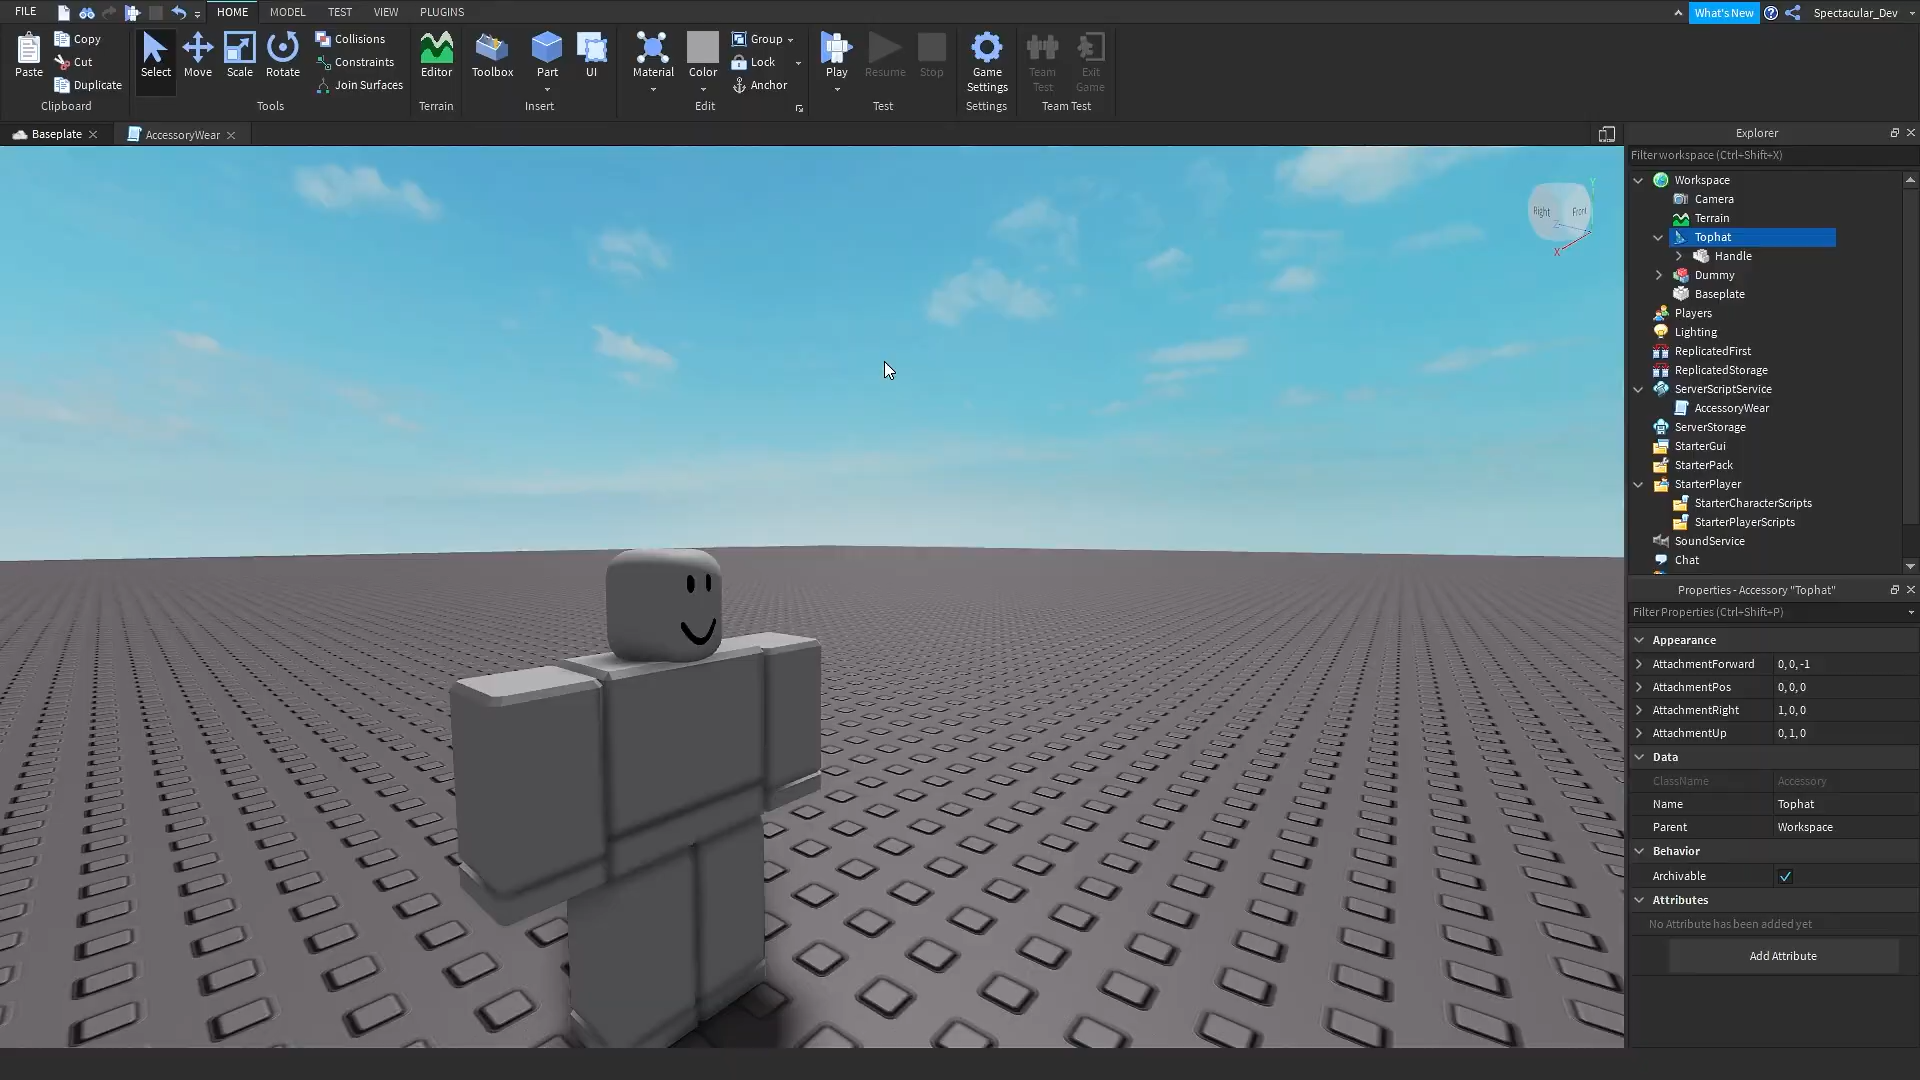 FILE HOME MODEL TEST VIEW PLUGINS What's New Spectacular_Dev
Paste
Copy
Cut
Duplicate
Clipboard
Select Move Scale Rotate
Collisions
Constraints
Join Surfaces
Tools
Editor
Terrain
Toolbox Part UI
Insert
Material Color
Group
Lock
Anchor
Edit
Play Resume Stop
Test
Game Settings
Settings
Team Test
Exit Game
Team Test
Baseplate AccessoryWear
Right Front
Y
Z
X
Explorer
Filter workspace (Ctrl+Shift+X)
Workspace
Camera
Terrain
Tophat
Handle
Dummy
Baseplate
Players
Lighting
ReplicatedFirst
ReplicatedStorage
ServerScriptService
AccessoryWear
ServerStorage
StarterGui
StarterPack
StarterPlayer
StarterCharacterScripts
StarterPlayerScripts
SoundService
Chat
Properties - Accessory "Tophat"
Filter Properties (Ctrl+Shift+P)
Appearance
AttachmentForward 0, 0, -1
AttachmentPos 0, 0, 0
AttachmentRight 1, 0, 0
AttachmentUp 0, 1, 0
Data
ClassName Accessory
Name Tophat
Parent Workspace
Behavior
Archivable
Attributes
No Attribute has been added yet
Add Attribute